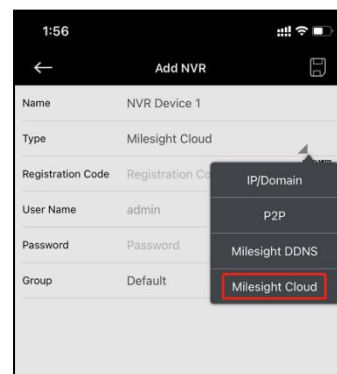 1:56
Add NVR
Name NVR Device 1
Type Milesight Cloud
Registration Code Registration Co
IP/Domain
User Name admin
P2P
Password Password
Milesight DDNS
Group Default
Milesight Cloud